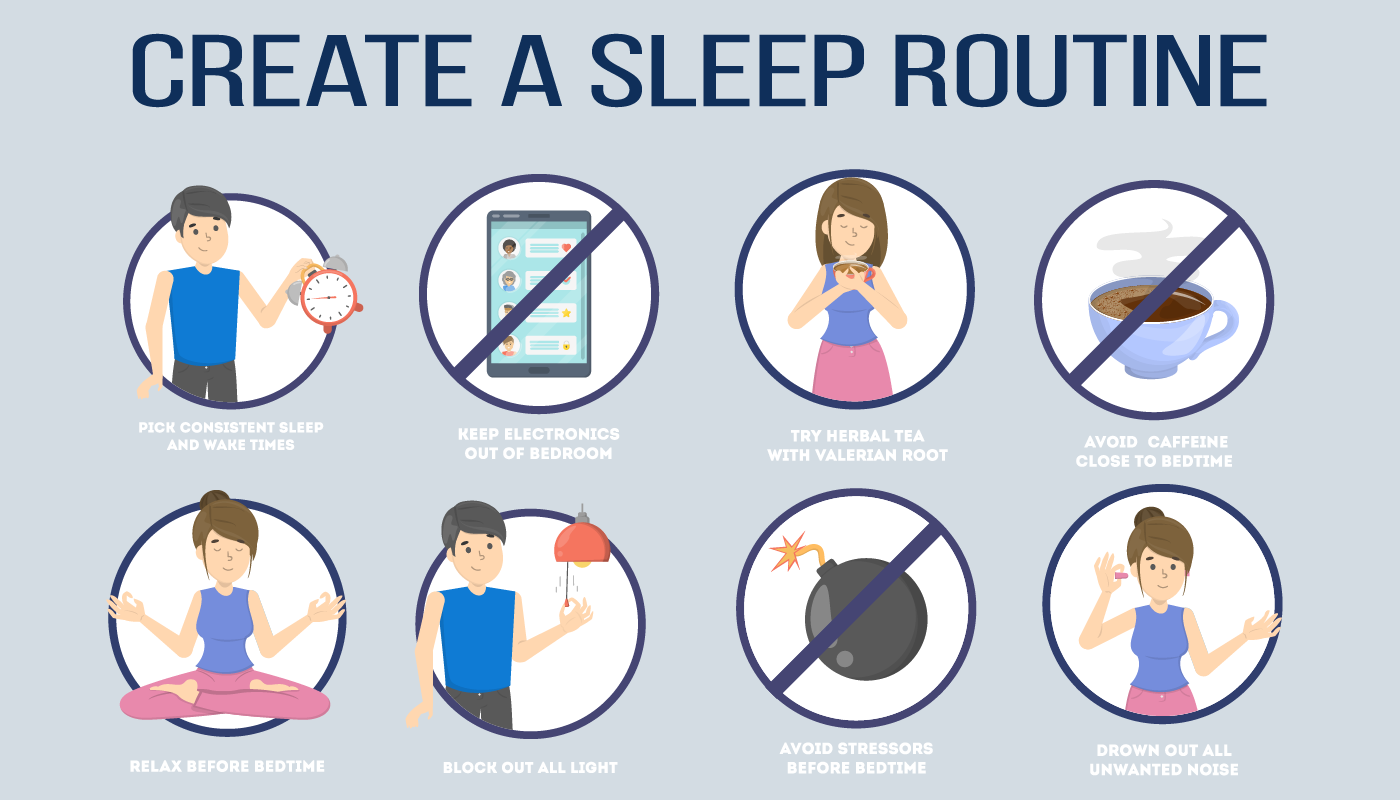 CREATE A SLEEP ROUTINE
PICK CONSISTENT SLEEP
AND WAKE TIMES
KEEP ELECTRONICS
OUT OF BEDROOM
TRY HERBAL TEA
WITH VALERIAN ROOT
AVOID CAFFEINE
CLOSE TO BEDTIME
RELAX BEFORE BEDTIME
BLOCK OUT ALL LIGHT
AVOID STRESSORS
BEFORE BEDTIME
DROWN OUT ALL
UNWANTED NOISE